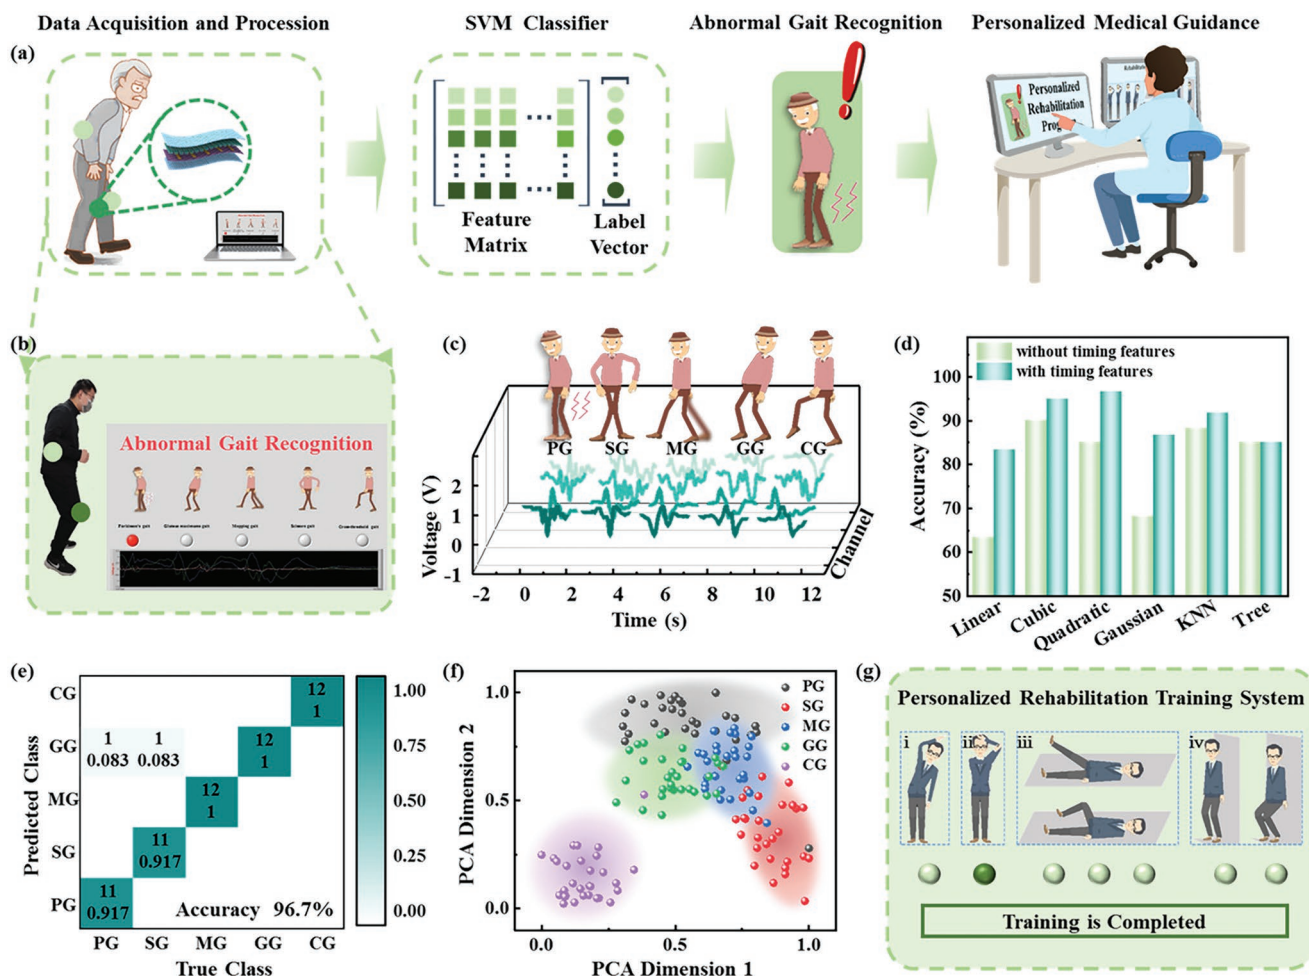 Data Acquisition and Procession
SVM Classifier
Abnormal Gait Recognition
Personalized Medical Guidance
(a)
Feature
Matrix
Label
Vector
Personalized
Rehabilitation
(b)
Abnormal Gait Recognition
(c)
PG SG MG GG CG
Voltage (V)
2
1
0
-1
-2 0 2 4 6 8 10 12
Time (s)
Channel
(d)
without timing features
with timing features
Accuracy (%)
100
90
80
70
60
50
Linear
Cubic
Quadratic
Gaussian
KNN
Tree
(e)
Predicted Class
CG
GG
MG
SG
PG
12
1
1 1 12
0.083 0.083 1
12
1
11
0.917
11
0.917
Accuracy 96.7%
PG SG MG GG CG
True Class
1.00
0.75
0.50
0.25
0.00
(f)
PCA Dimension 2
1.0
0.5
0.0
PG
SG
MG
GG
CG
0.0 0.5 1.0
PCA Dimension 1
(g)
Personalized Rehabilitation Training System
i ii iii iv
Training is Completed